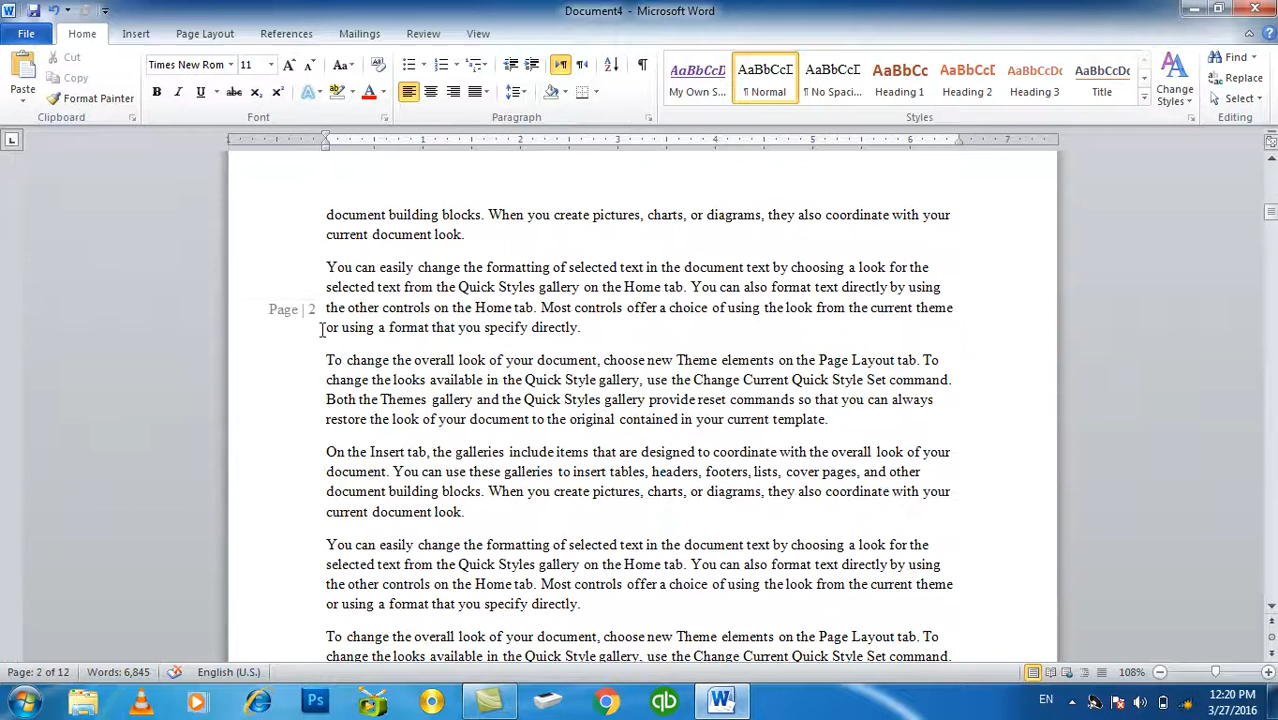 Document4 - Microsoft Word
File Home Insert Page Layout References Mailings Review View
Paste
Cut
Copy
Format Painter
Clipboard
Times New Rom 11
Font
Paragraph
AaBbCcD My Own S...
AaBbCcI ¶ Normal
AaBbCcI ¶ No Spaci...
AaBbCc Heading 1
AaBbCcI Heading 2
AaBbCcDc Heading 3
AaBbCcDc Title
Change Styles
Styles
Find
Replace
Select
Editing
1 1 2 3 4 5 6 7
document building blocks. When you create pictures, charts, or diagrams, they also coordinate with your
current document look.
You can easily change the formatting of selected text in the document text by choosing a look for the
selected text from the Quick Styles gallery on the Home tab. You can also format text directly by using
Page | 2
the other controls on the Home tab. Most controls offer a choice of using the look from the current theme
or using a format that you specify directly.
To change the overall look of your document, choose new Theme elements on the Page Layout tab. To
change the looks available in the Quick Style gallery, use the Change Current Quick Style Set command.
Both the Themes gallery and the Quick Styles gallery provide reset commands so that you can always
restore the look of your document to the original contained in your current template.
On the Insert tab, the galleries include items that are designed to coordinate with the overall look of your
document. You can use these galleries to insert tables, headers, footers, lists, cover pages, and other
document building blocks. When you create pictures, charts, or diagrams, they also coordinate with your
current document look.
You can easily change the formatting of selected text in the document text by choosing a look for the
selected text from the Quick Styles gallery on the Home tab. You can also format text directly by using
the other controls on the Home tab. Most controls offer a choice of using the look from the current theme
or using a format that you specify directly.
To change the overall look of your document, choose new Theme elements on the Page Layout tab. To
change the looks available in the Quick Style gallery, use the Change Current Quick Style Set command.
Page: 2 of 12 Words: 6,845 English (U.S.) 108%
EN
12:20 PM
3/27/2016